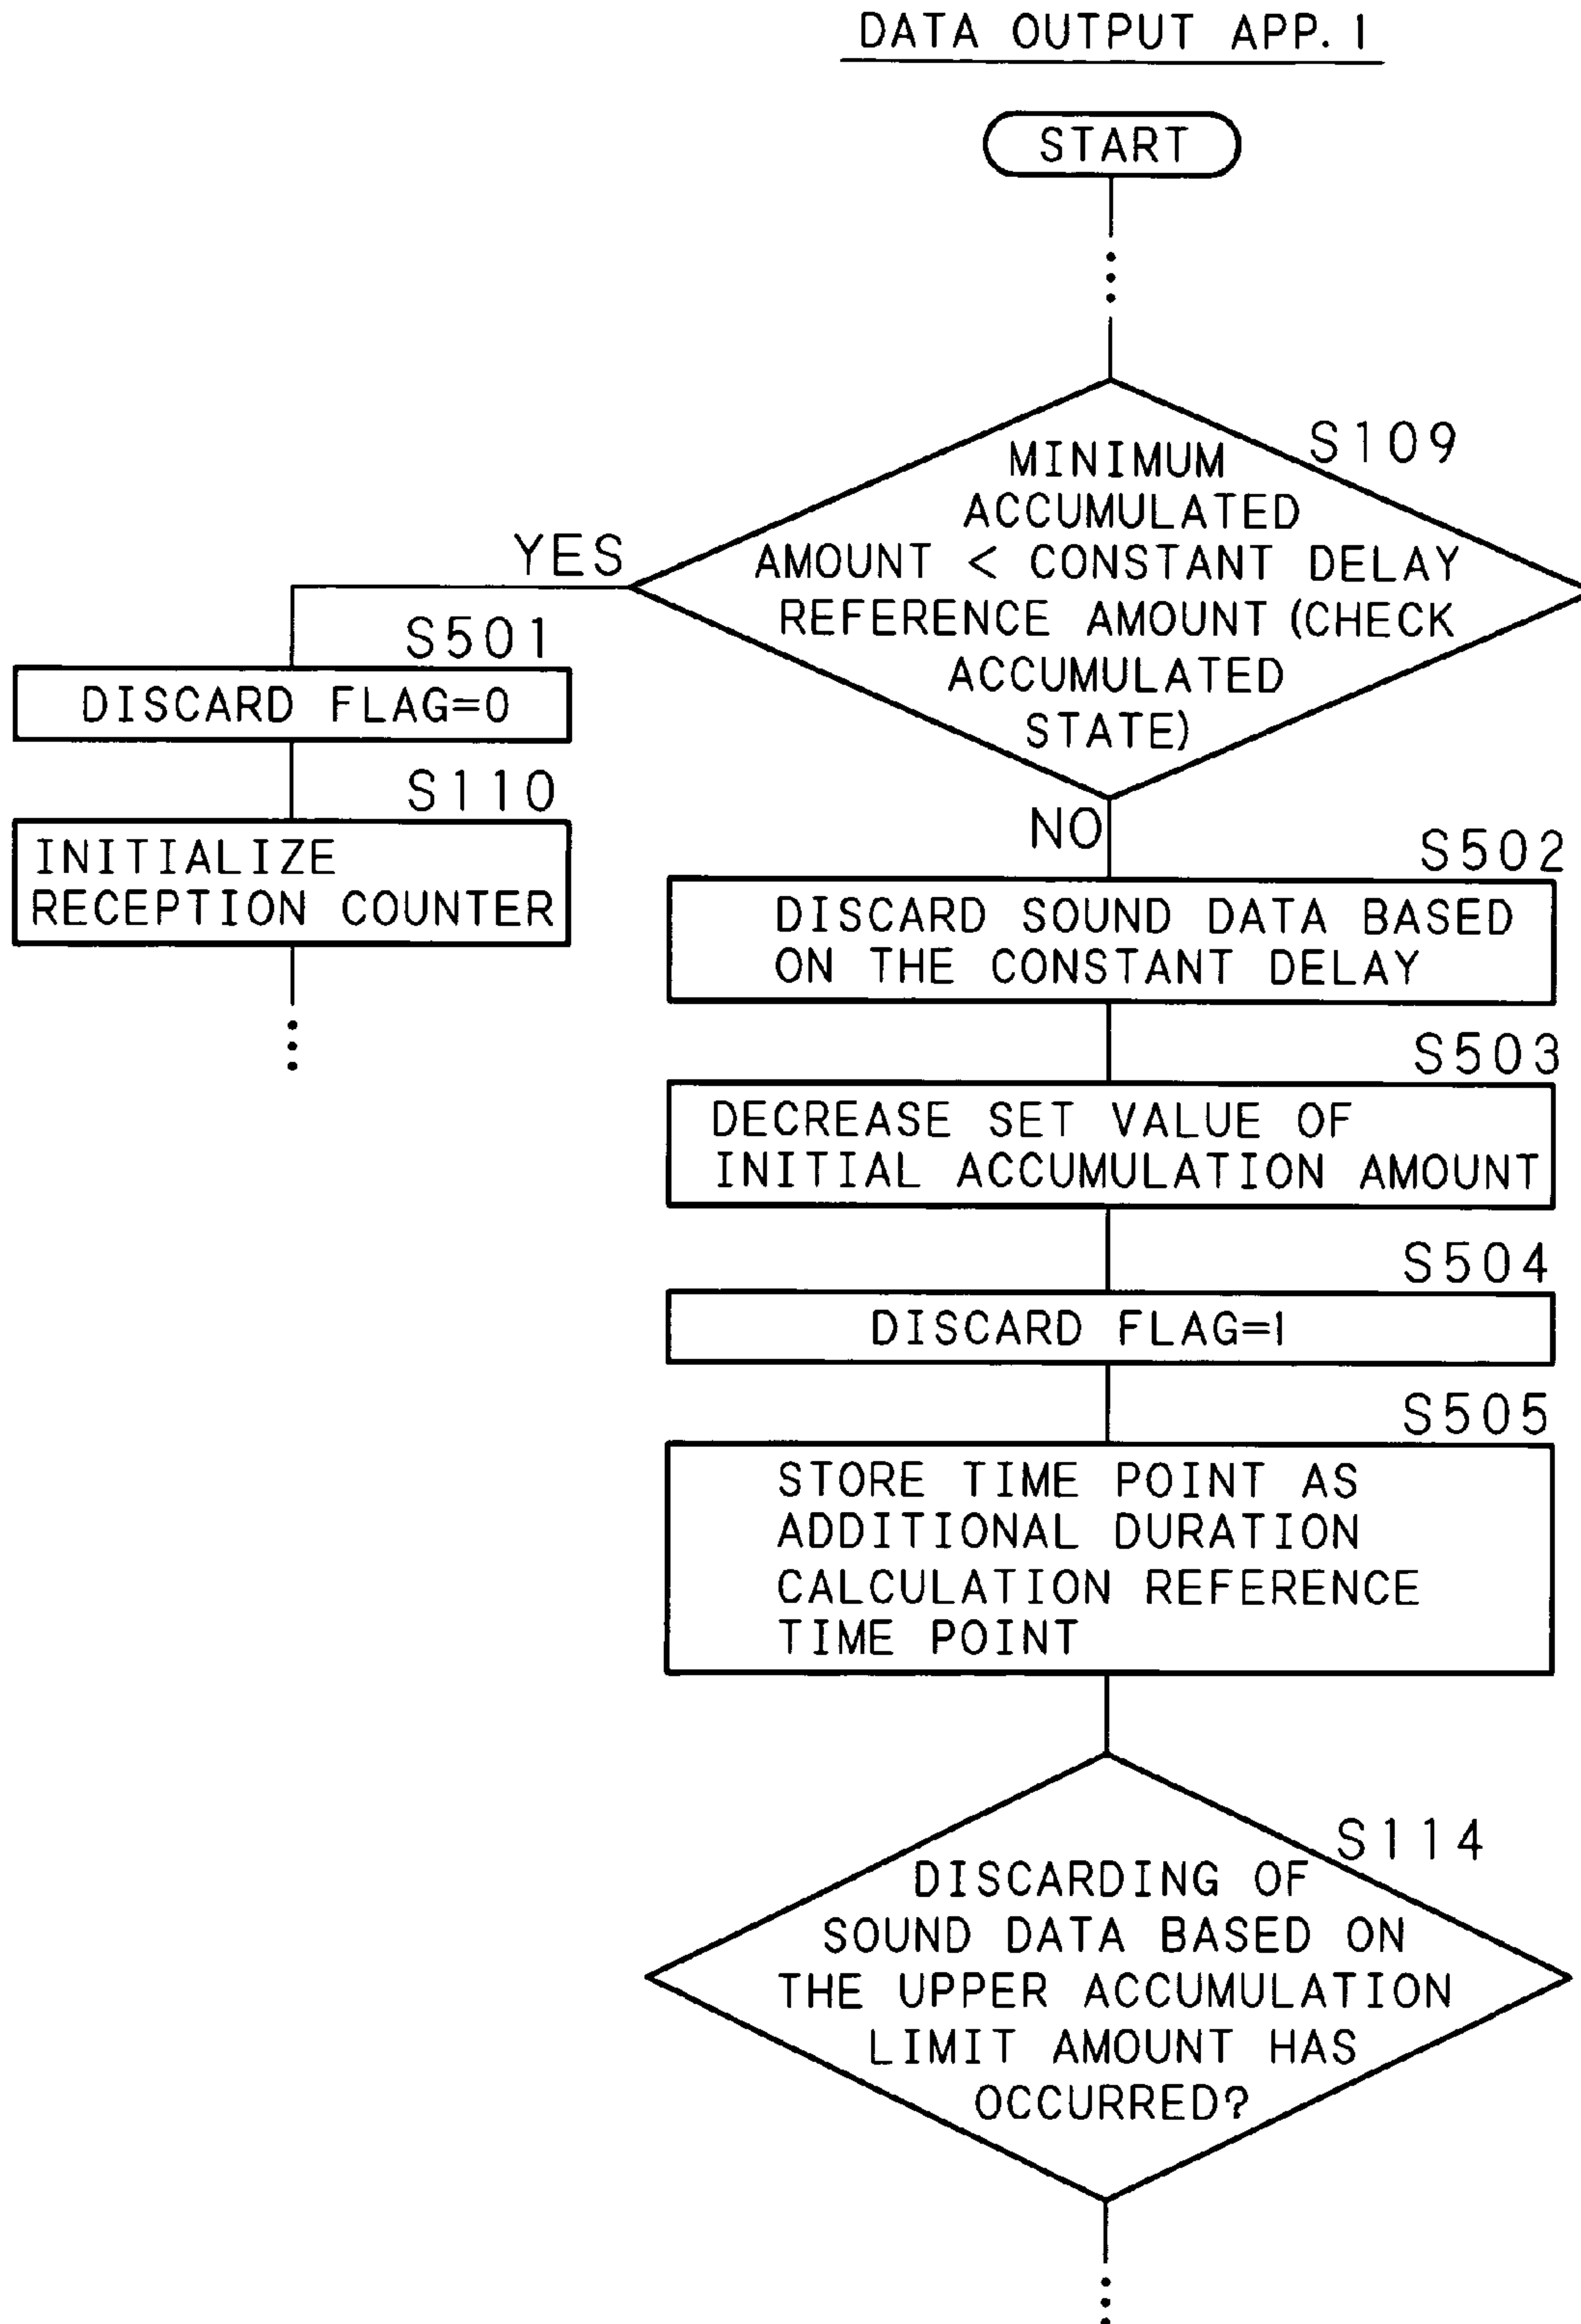 DATA OUTPUT APP. 1
START
S109
MINIMUM
ACCUMULATED
AMOUNT < CONSTANT DELAY
REFERENCE AMOUNT (CHECK
ACCUMULATED
STATE)
YES
S501
DISCARD FLAG=0
S110
INITIALIZE
RECEPTION COUNTER
NO
S502
DISCARD SOUND DATA BASED
ON THE CONSTANT DELAY
S503
DECREASE SET VALUE OF
INITIAL ACCUMULATION AMOUNT
S504
DISCARD FLAG=1
S505
STORE TIME POINT AS
ADDITIONAL DURATION
CALCULATION REFERENCE
TIME POINT
S114
DISCARDING OF
SOUND DATA BASED ON
THE UPPER ACCUMULATION
LIMIT AMOUNT HAS
OCCURRED?